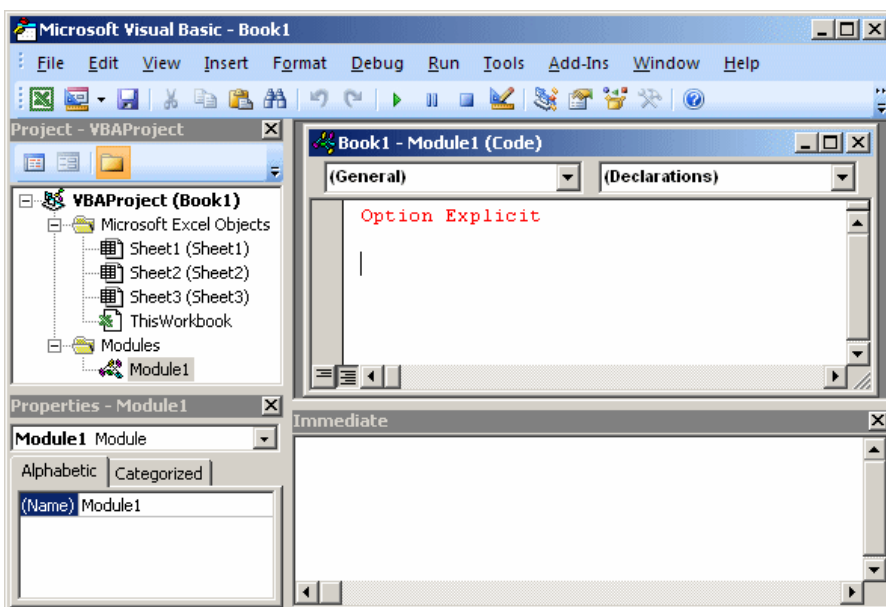 Microsoft Visual Basic - Book1
File Edit View Insert Format Debug Run Tools Add-Ins Window Help
Project - VBAProject
VBAProject (Book1)
Microsoft Excel Objects
Sheet1 (Sheet1)
Sheet2 (Sheet2)
Sheet3 (Sheet3)
ThisWorkbook
Modules
Module1
Properties - Module1
Module1 Module
Alphabetic Categorized
(Name) Module1
Book1 - Module1 (Code)
(General) (Declarations)
Option Explicit
Immediate